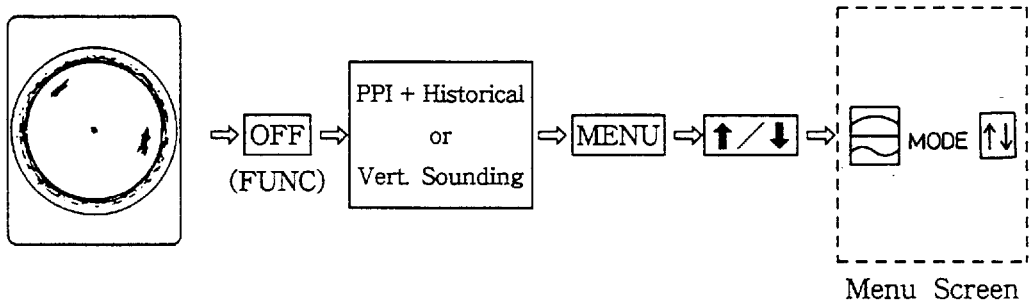 OFF
(FUNC)
PPI + Historical
or
Vert. Sounding
MENU
⬆/⬇
MODE ↑↓
Menu Screen